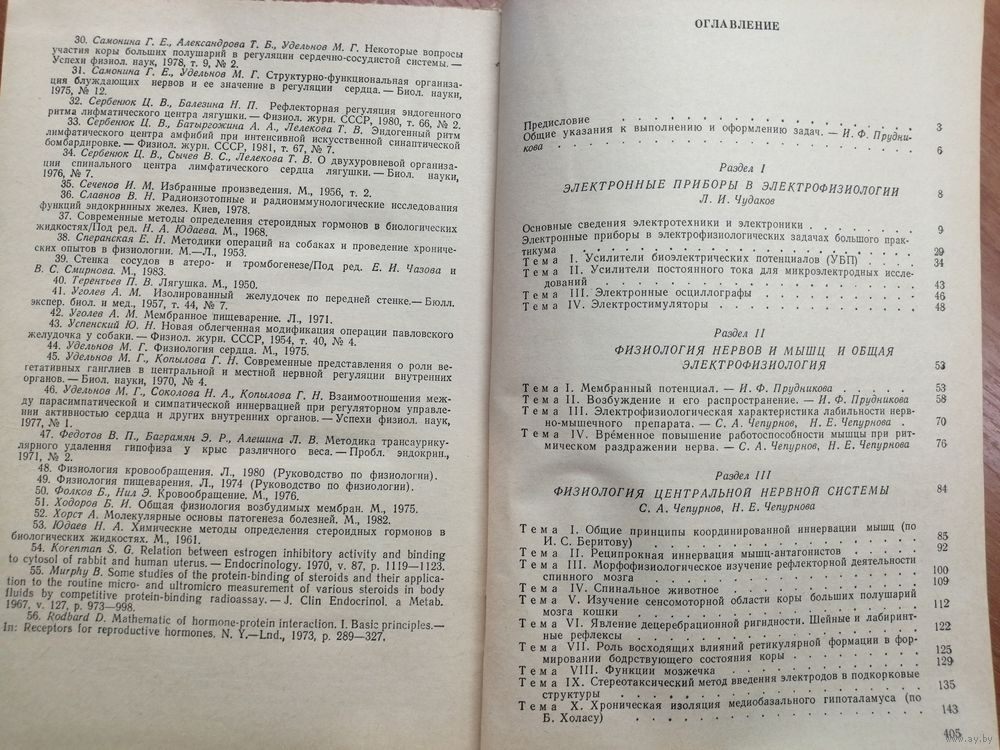 30. Самонина Г. Е., Александрова Т. Б., Удельнов М. Г. Некоторые вопросы
участия коры больших полушарий в регуляции сердечно-сосудистой системы. —
Успехи физиол. наук, 1978, т. 9, № 2.
31. Самонина Г. Е., Удельнов М. Г. Структурно-функциональная организа-
ция блуждающих нервов и ее значение в регуляции сердца. — Биол. науки,
1975, № 12.
32. Сербенюк Ц. В., Балезина Н. П. Рефлекторная регуляция эндогенного
ритма лифматического центра лягушки. — Физиол. журн. СССР, 1980, т. 66, № 2.
33. Сербенюк Ц. В., Батыргожина А. А., Лелекова Т. В. Эндогенный ритм
лимфатического центра амфибий при интенсивной искусственной синаптической
бомбардировке. — Физиол. журн. СССР, 1981, т. 67, № 7.
34. Сербенюк Ц. В., Сычев В. С., Лелекова Т. В. О двухуровневой организа-
ции спинального центра лимфатического сердца лягушки. — Биол. науки,
1976, № 7.
35. Сеченов И. М. Избранные произведения. М., 1956, т. 2.
36. Славнов В. Н. Радиоизотопные и радиоиммунологические исследования
функций эндокринных желез. Киев, 1978.
37. Современные методы определения стероидных гормонов в биологических
жидкостях/Под ред. Н. А. Юдаева. М., 1968.
38. Сперанская Е. Н. Методики операций на собаках и проведение хрониче-
ских опытов в физиологии. М.—Л., 1953.
39. Стенка сосудов в атеро- и тромбогенезе/Под ред. Е. И. Чазова и
В. С. Смирнова. М., 1983.
40. Терентьев П. В. Лягушка. М., 1950.
41. Уголев А. М. Изолированный желудочек по передней стенке.— Бюлл.
экспер. биол. и мед., 1957, т. 44, № 7.
42. Уголев А. М. Мембранное пищеварение. Л., 1971.
43. Успенский Ю. Н. Новая облегченная модификация операции павловского
желудочка у собаки. — Физиол. журн. СССР, 1954, т. 40, № 4.
44. Удельнов М. Г. Физиология сердца. М., 1975.
45. Удельнов М. Г., Копылова Г. Н. Современные представления о роли ве-
гетативных ганглиев в центральной и местной нервной регуляции внутренних
органов. — Биол. науки, 1970, № 4.
46. Удельнов М. Г., Соколова Н. А., Копылова Г. Н. Взаимоотношения меж-
ду парасимпатической и симпатической иннервацией при регуляторном управле-
нии активностью сердца и других внутренних органов. — Успехи физиол. наук,
1977, № 1.
47. Федотов В. П., Баграмян Э. Р., Алешина Л. В. Методика трансаурику-
лярного удаления гипофиза у крыс различного веса. — Пробл. эндокрин.,
1971, № 2.
48. Физиология кровообращения. Л., 1980 (Руководство по физиологии).
49. Физиология пищеварения. Л., 1974 (Руководство по физиологии).
50. Фолков Б., Нил Э. Кровообращение. М., 1976.
51. Ходоров Б. И. Общая физиология возбудимых мембран. М., 1975.
52. Хорст А. Молекулярные основы патогенеза болезней. М., 1982.
53. Юдаев Н. А. Химические методы определения стероидных гормонов в
биологических жидкостях. М., 1961.
54. Korenman S. G. Relation between estrogen inhibitory activity and binding
to cytosol of rabbit and human uterus. — Endocrinology. 1970, v. 87, p. 1119—1123.
55. Murphy B. Some studies of the protein-binding of steroids and their applica-
tion to the routine micro- and ultromicro measurement of various steroids in body
fluids by competitive protein-binding radioassay. — J. Clin Endocrinol. a Metab.
1967, v. 127, p. 973—998.
56. Rodbard D. Mathematic of hormone-protein interaction. I. Basic principles.—
In: Receptors for reproductive hormones. N. Y.—Lnd., 1973, p. 289—327.
ОГЛАВЛЕНИЕ
Предисловие . . . 3
Общие указания к выполнению и оформлению задач. — И. Ф. Прудни-
кова . . . 6
Раздел I
ЭЛЕКТРОННЫЕ ПРИБОРЫ В ЭЛЕКТРОФИЗИОЛОГИИ 8
Л. И. Чудаков
Основные сведения электротехники и электроники . . . 9
Электронные приборы в электрофизиологических задачах большого прак-
тикума . . . 29
Тема I. Усилители биоэлектрических потенциалов (УБП) . . . 34
Тема II. Усилители постоянного тока для микроэлектродных иссле-
дований . . . 43
Тема III. Электронные осциллографы . . . 46
Тема IV. Электростимуляторы . . . 48
Раздел II
ФИЗИОЛОГИЯ НЕРВОВ И МЫШЦ И ОБЩАЯ
ЭЛЕКТРОФИЗИОЛОГИЯ 53
Тема I. Мембранный потенциал. — И. Ф. Прудникова . . . 53
Тема II. Возбуждение и его распространение. — И. Ф. Прудникова 58
Тема III. Электрофизиологическая характеристика лабильности нерв-
но-мышечного препарата. — С. А. Чепурнов, Н. Е. Чепурнова . 70
Тема IV. Временное повышение работоспособности мышцы при рит-
мическом раздражении нерва. — С. А. Чепурнов, Н. Е. Чепурнова 76
Раздел III
ФИЗИОЛОГИЯ ЦЕНТРАЛЬНОЙ НЕРВНОЙ СИСТЕМЫ 84
С. А. Чепурнов, Н. Е. Чепурнова
Тема I. Общие принципы координированной иннервации мышц (по
И. С. Беритову) . . . 85
Тема II. Реципрокная иннервация мышц-антагонистов . . . 92
Тема III. Морфофизиологическое изучение рефлекторной деятельности
спинного мозга . . . 100
Тема IV. Спинальное животное . . . 109
Тема V. Изучение сенсомоторной области коры больших полушарий
мозга кошки . . . 112
Тема VI. Явление децеребрационной ригидности. Шейные и лабиринт-
ные рефлексы . . . 122
Тема VII. Роль восходящих влияний ретикулярной формации в фор-
мировании бодрствующего состояния коры . . . 125
Тема VIII. Функции мозжечка . . . 129
Тема IX. Стереотаксический метод введения электродов в подкорковые
структуры . . . 135
Тема X. Хроническая изоляция медиобазального гипоталамуса (по
Б. Холасу) . . . 143
405
www.ay.by